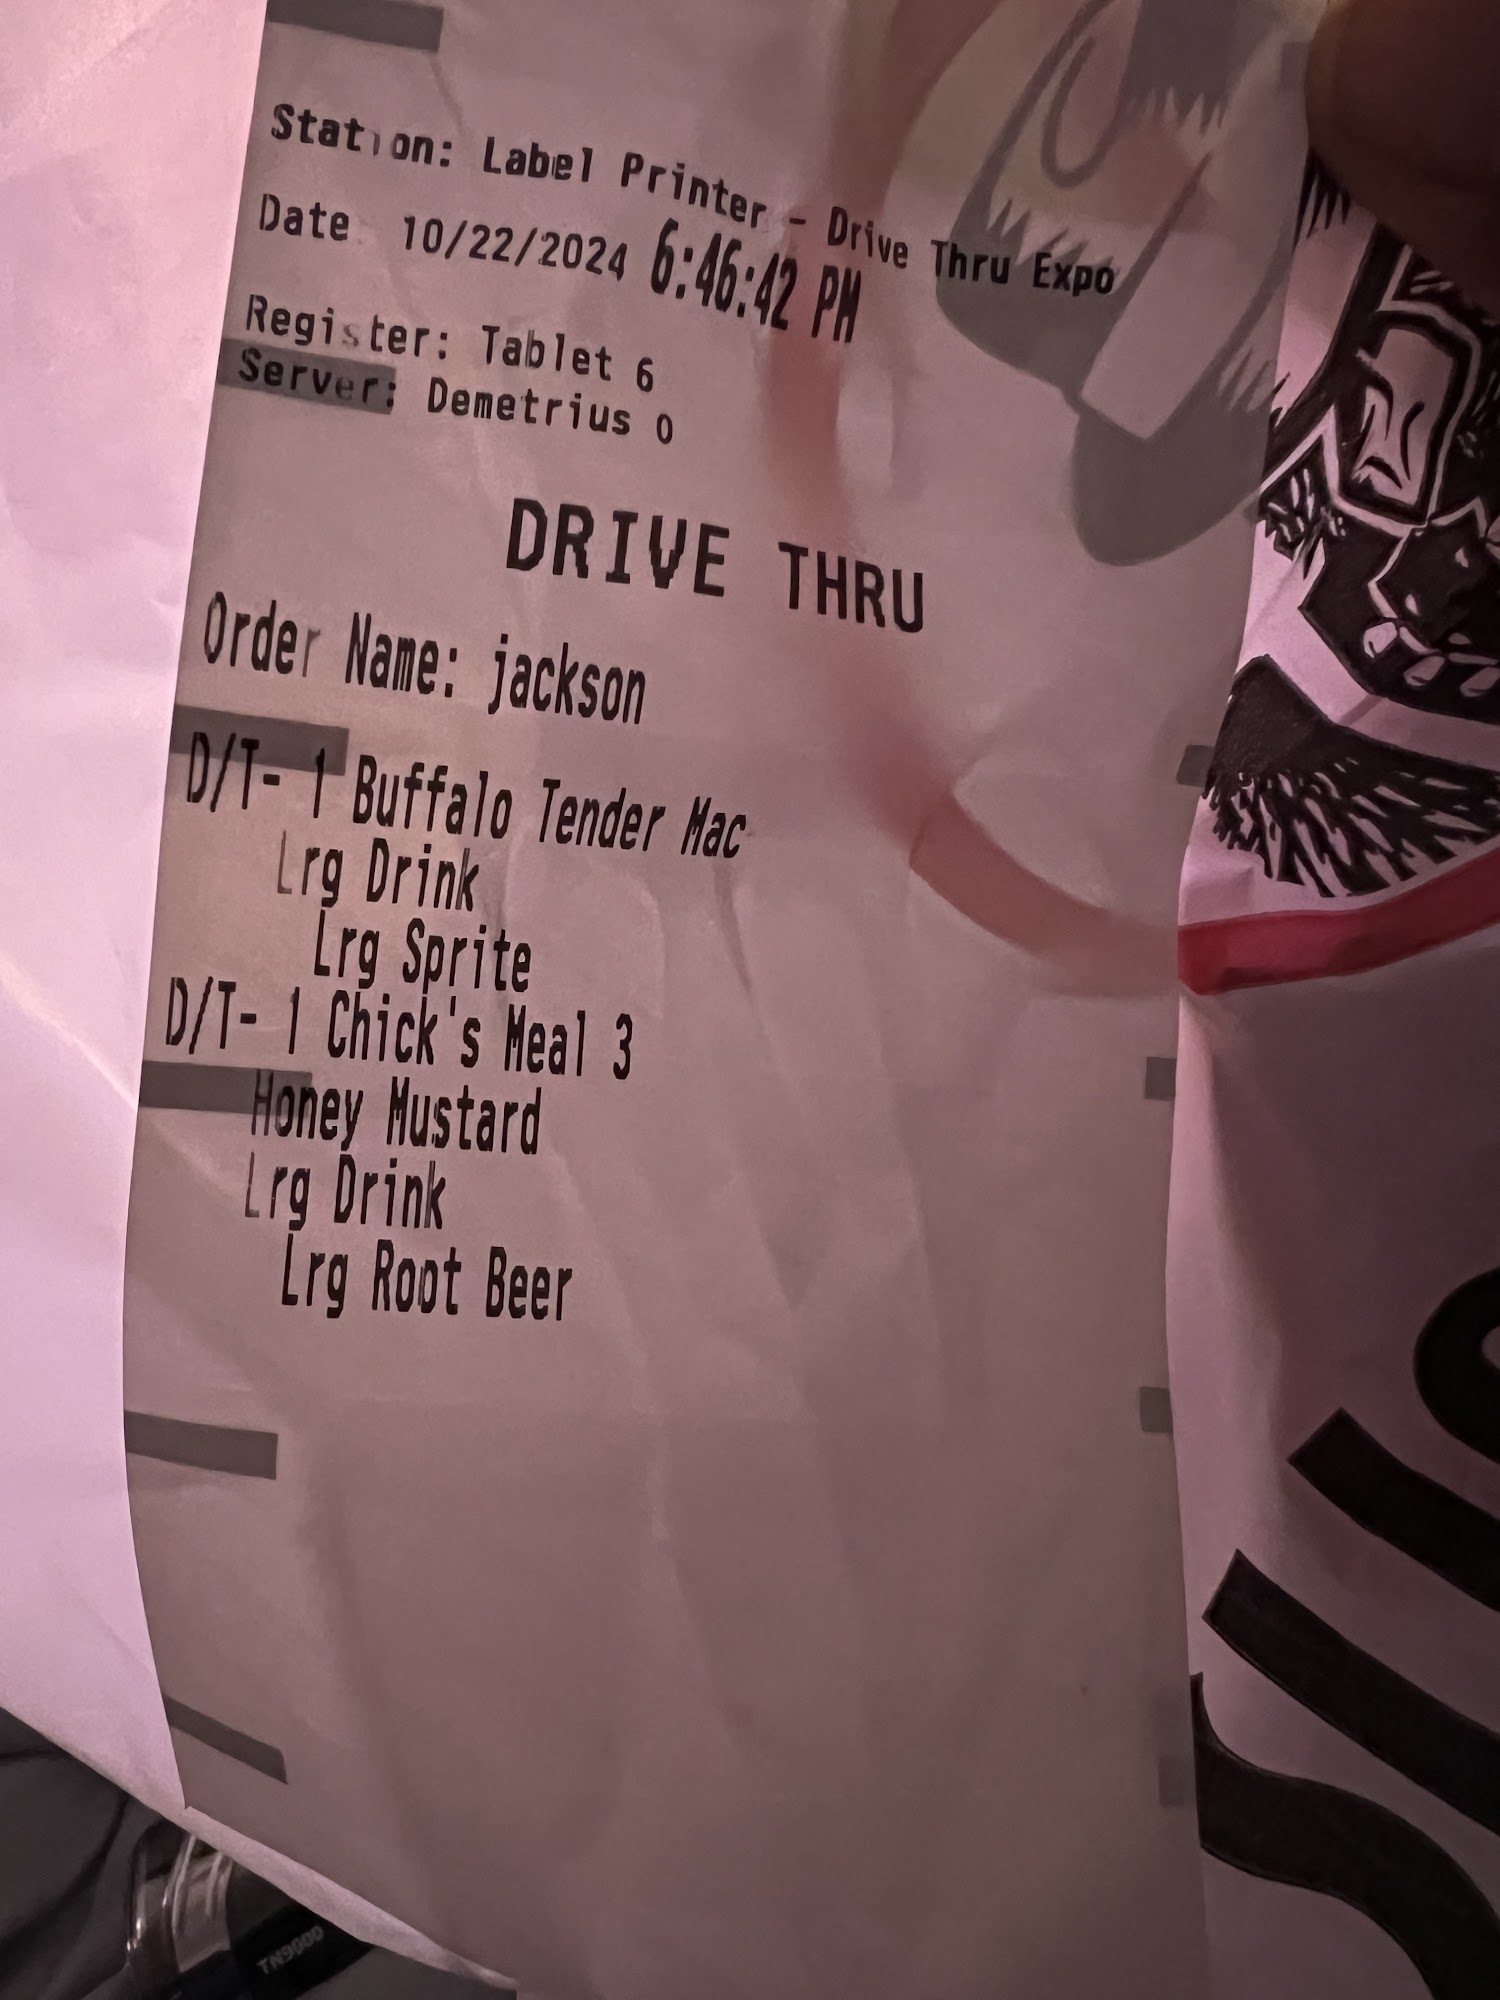 Station: Label Printer - Drive Thru Expo
Date 10/22/2024 6:46:42 PM
Register: Tablet 6
Server: Demetrius O
DRIVE THRU
Order Name: jackson
D/T- 1 Buffalo Tender Mac
Lrg Drink
Lrg Sprite
D/T- 1 Chick's Meal 3
Honey Mustard
Lrg Drink
Lrg Root Beer
TN9000